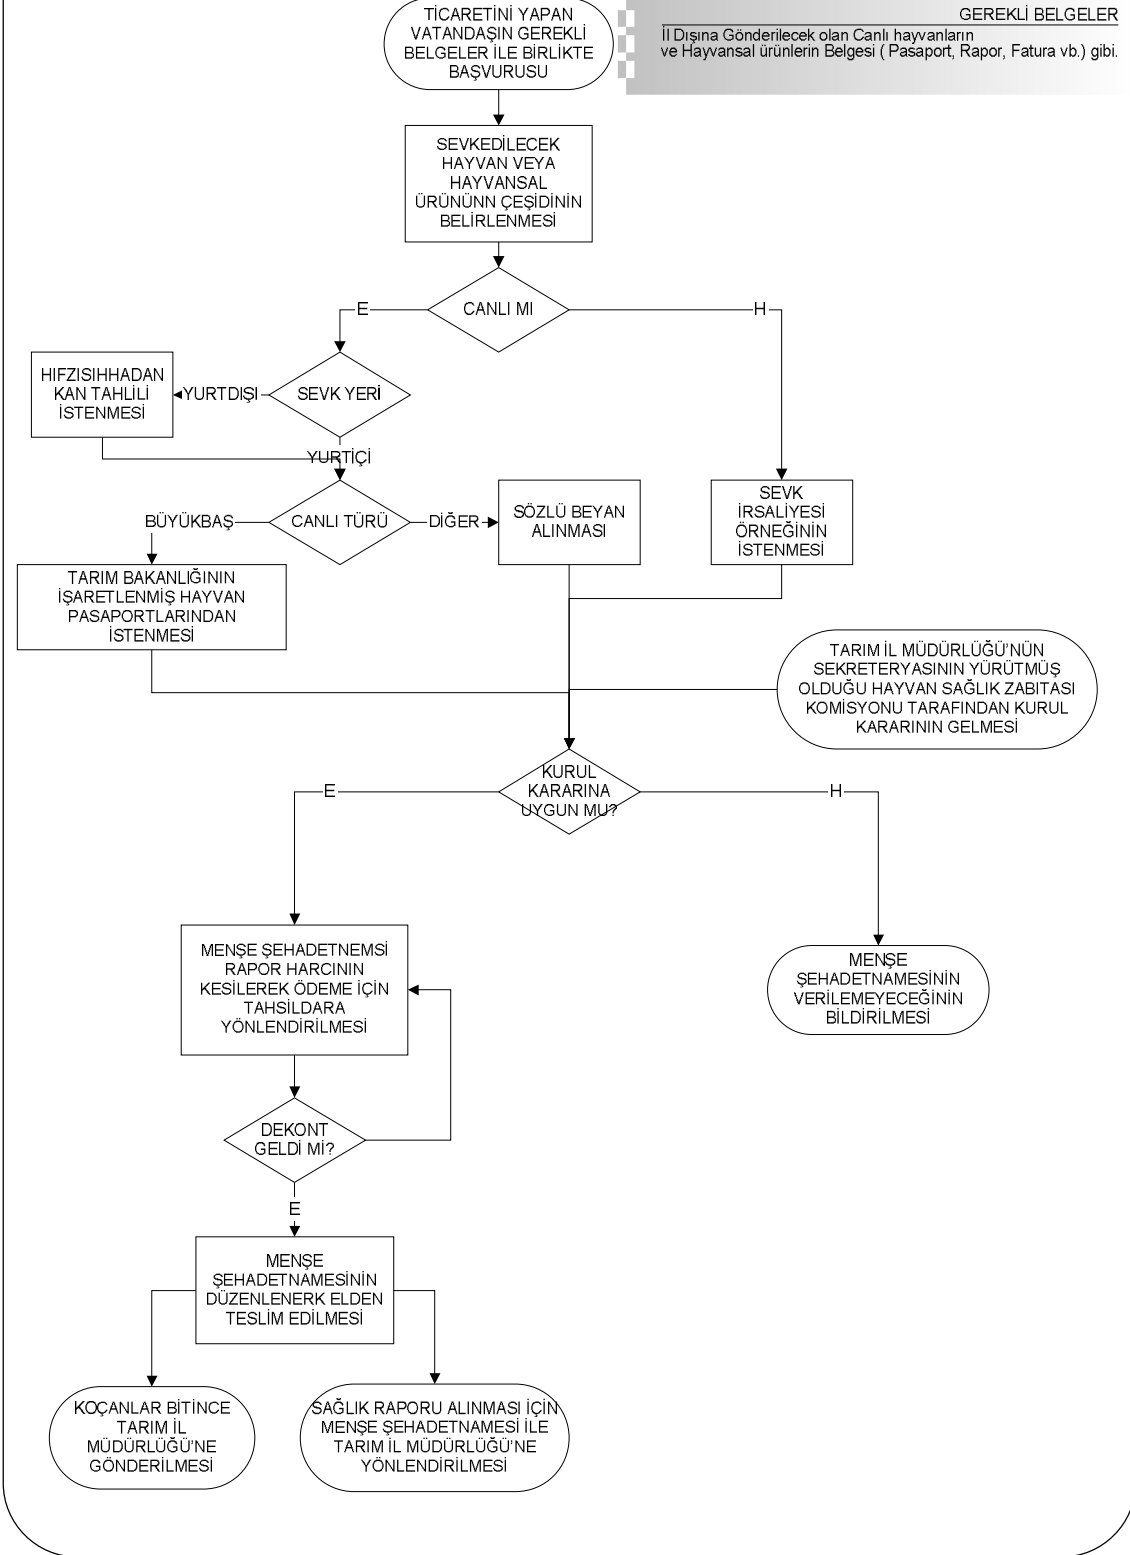 TİCARETİNİ YAPAN
VATANDAŞIN GEREKLİ
BELGELER İLE BİRLİKTE
BAŞVURUSU
GEREKLİ BELGELER
İl Dışına Gönderilecek olan Canlı hayvanların
ve Hayvansal ürünlerin Belgesi ( Pasaport, Rapor, Fatura vb.) gibi.
SEVKEDİLECEK
HAYVAN VEYA
HAYVANSAL
ÜRÜNÜNN ÇEŞİDİNİN
BELİRLENMESİ
CANLI MI
E
H
HIFZISIHHADAN
KAN TAHLİLİ
İSTENMESİ
YURTDIŞI
SEVK YERİ
YURTİÇİ
BÜYÜKBAŞ
CANLI TÜRÜ
DİĞER
SÖZLÜ BEYAN
ALINMASI
SEVK
İRSALİYESİ
ÖRNEĞİNİN
İSTENMESİ
TARIM BAKANLIĞININ
İŞARETLENMİŞ HAYVAN
PASAPORTLARINDAN
İSTENMESİ
TARIM İL MÜDÜRLÜĞÜ'NÜN
SEKRETERYASININ YÜRÜTMÜŞ
OLDUĞU HAYVAN SAĞLIK ZABITASI
KOMİSYONU TARAFINDAN KURUL
KARARININ GELMESİ
KURUL
KARARINA
UYGUN MU?
E
H
MENŞE ŞEHADETNEMSİ
RAPOR HARCININ
KESİLEREK ÖDEME İÇİN
TAHSİLDARA
YÖNLENDİRİLMESİ
MENŞE
ŞEHADETNAMESİNİN
VERİLEMEYECEĞİNİN
BİLDİRİLMESİ
DEKONT
GELDİ Mİ?
E
MENŞE
ŞEHADETNAMESİNİN
DÜZENLENERK ELDEN
TESLİM EDİLMESİ
KOÇANLAR BİTİNCE
TARIM İL
MÜDÜRLÜĞÜ'NE
GÖNDERİLMESİ
SAĞLIK RAPORU ALINMASI İÇİN
MENŞE ŞEHADETNAMESİ İLE
TARIM İL MÜDÜRLÜĞÜ'NE
YÖNLENDİRİLMESİ